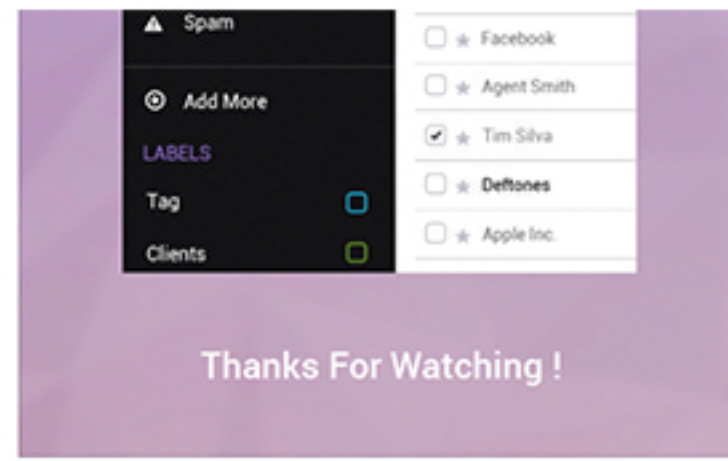 Spam
Add More
LABELS
Tag
Clients
Facebook
Agent Smith
Tim Silva
Deftones
Apple Inc.
Thanks For Watching !